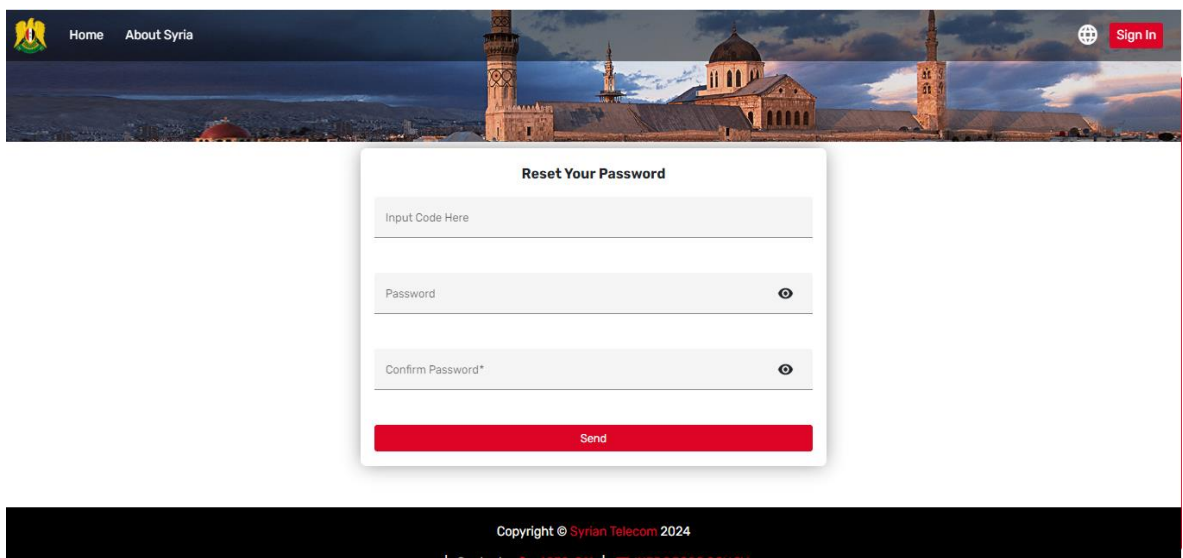 Home About Syria Sign In
Reset Your Password
Input Code Here
Password
Confirm Password*
Send
Copyright © Syrian Telecom 2024